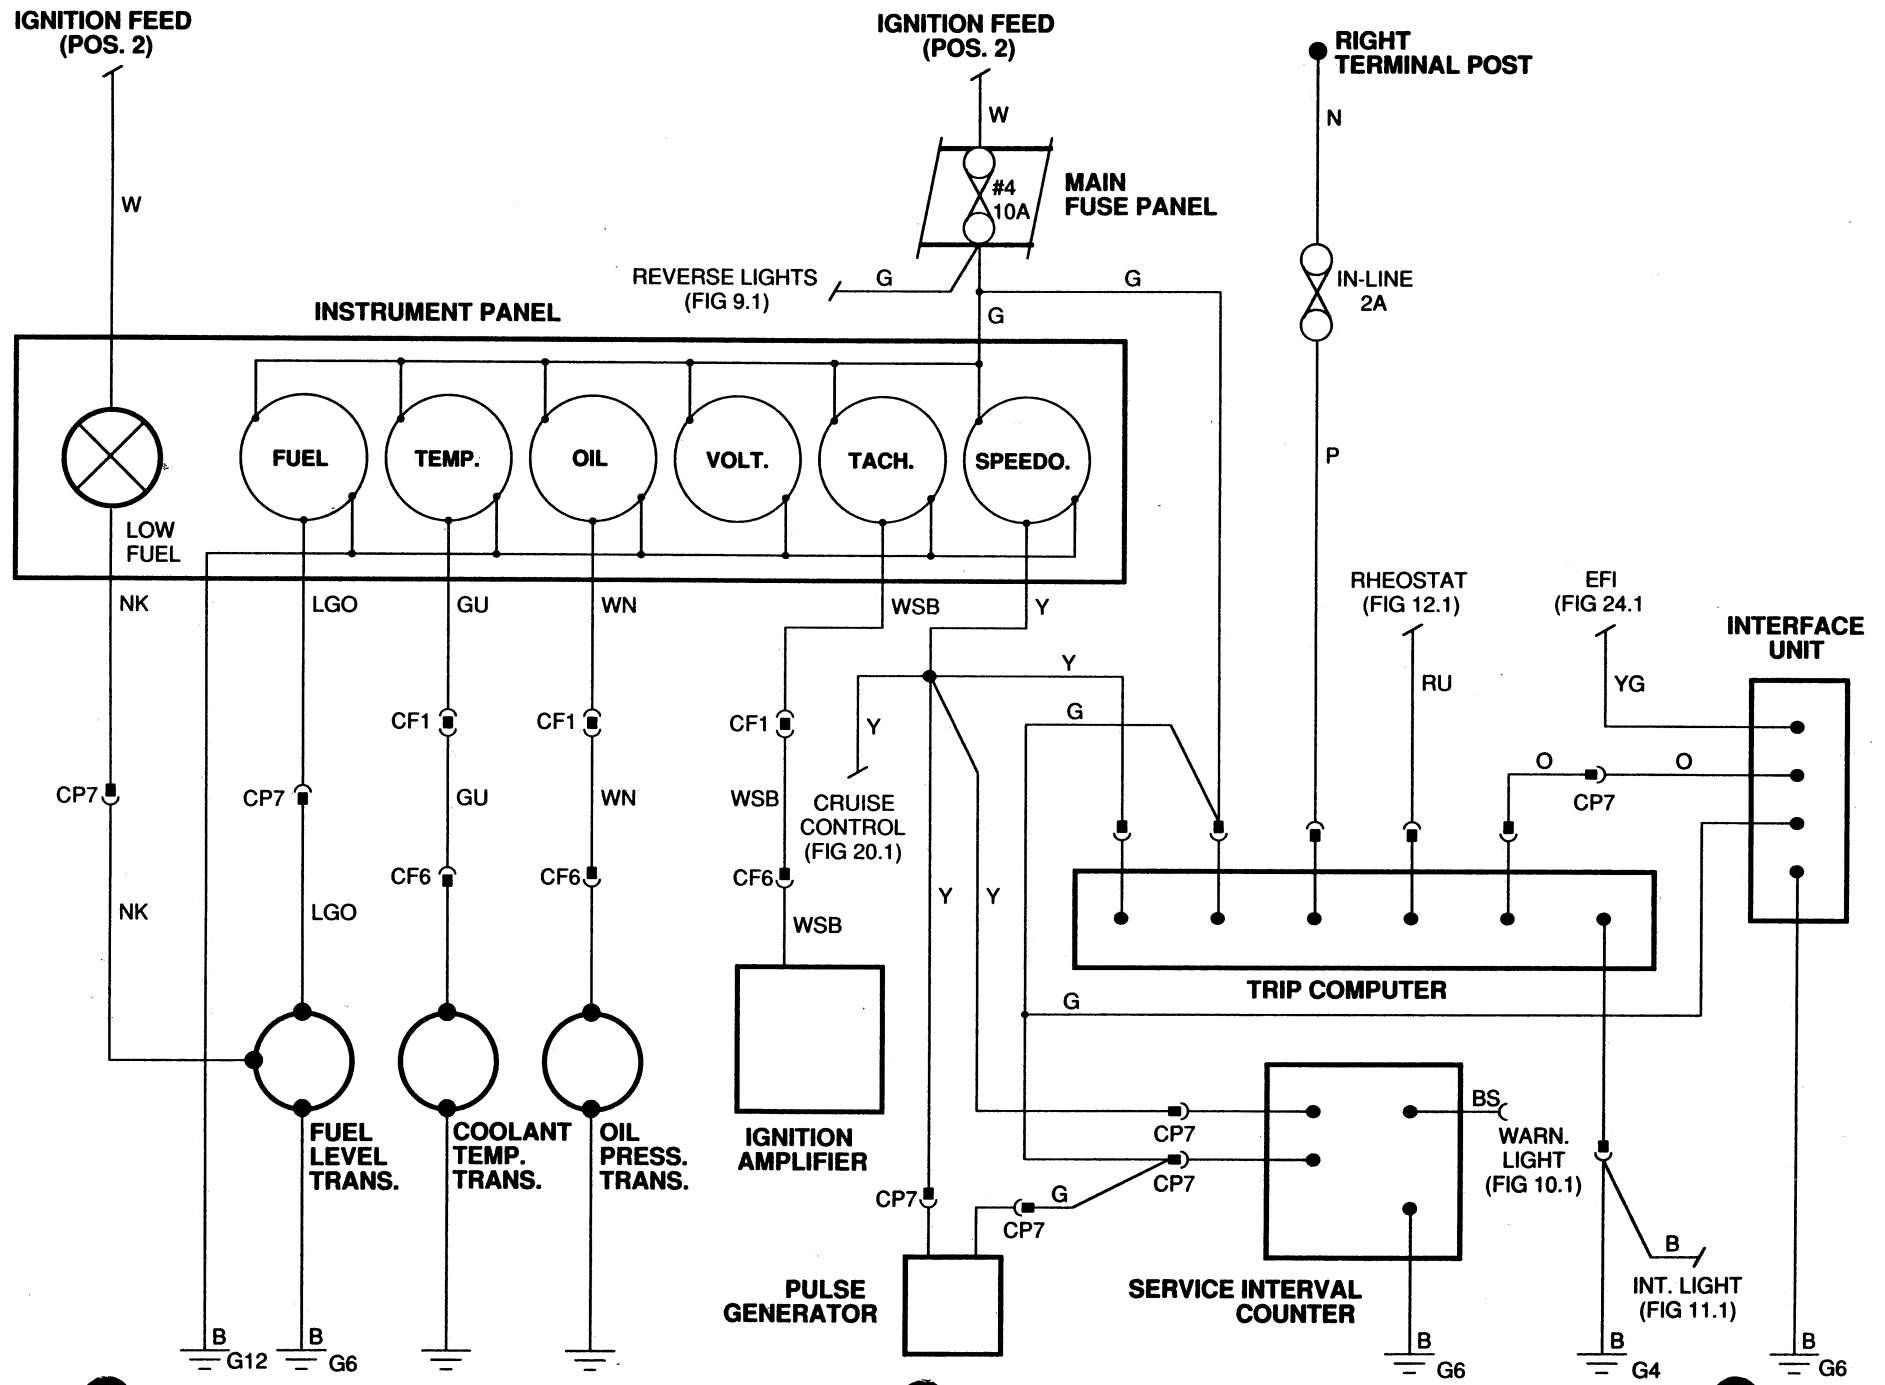 IGNITION FEED
(POS. 2)
IGNITION FEED
(POS. 2)
RIGHT
TERMINAL POST
W
N
W
#4
10A
MAIN
FUSE PANEL
REVERSE LIGHTS
(FIG 9.1)
G
G
G
IN-LINE
2A
INSTRUMENT PANEL
FUEL
TEMP.
OIL
VOLT.
TACH.
SPEEDO.
P
LOW
FUEL
NK
LGO
GU
WN
WSB
Y
RHEOSTAT
(FIG 12.1)
EFI
(FIG 24.1
INTERFACE
UNIT
Y
RU
YG
CF1
CF1
CF1
Y
G
O
O
CP7
CP7
CP7
GU
WN
WSB
CRUISE
CONTROL
(FIG 20.1)
CF6
CF6
CF6
NK
LGO
WSB
Y
Y
TRIP COMPUTER
G
FUEL
LEVEL
TRANS.
COOLANT
TEMP.
TRANS.
OIL
PRESS.
TRANS.
IGNITION
AMPLIFIER
CP7
CP7
BS
WARN.
LIGHT
(FIG 10.1)
CP7
G
CP7
B
PULSE
GENERATOR
SERVICE INTERVAL
COUNTER
INT. LIGHT
(FIG 11.1)
B
G12
B
G6
B
G6
B
G4
B
G6